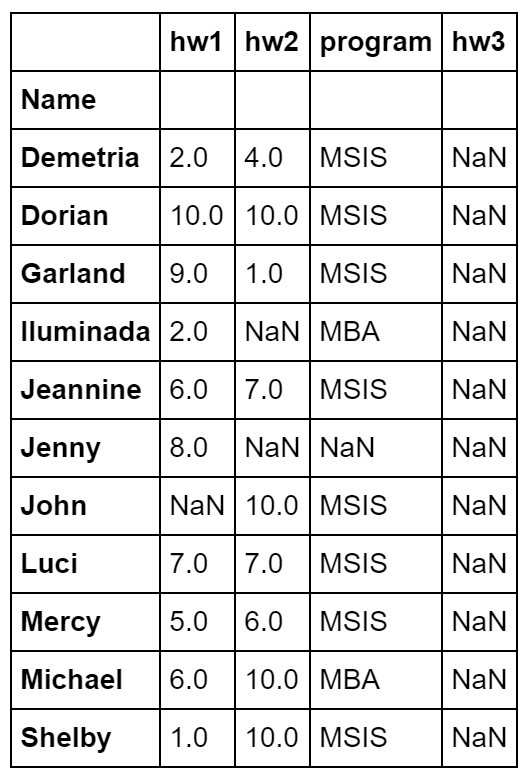 hw1 hw2 program hw3
Name
Demetria 2.0 4.0 MSIS NaN
Dorian 10.0 10.0 MSIS NaN
Garland 9.0 1.0 MSIS NaN
Iluminada 2.0 NaN MBA NaN
Jeannine 6.0 7.0 MSIS NaN
Jenny 8.0 NaN NaN NaN
John NaN 10.0 MSIS NaN
Luci 7.0 7.0 MSIS NaN
Mercy 5.0 6.0 MSIS NaN
Michael 6.0 10.0 MBA NaN
Shelby 1.0 10.0 MSIS NaN